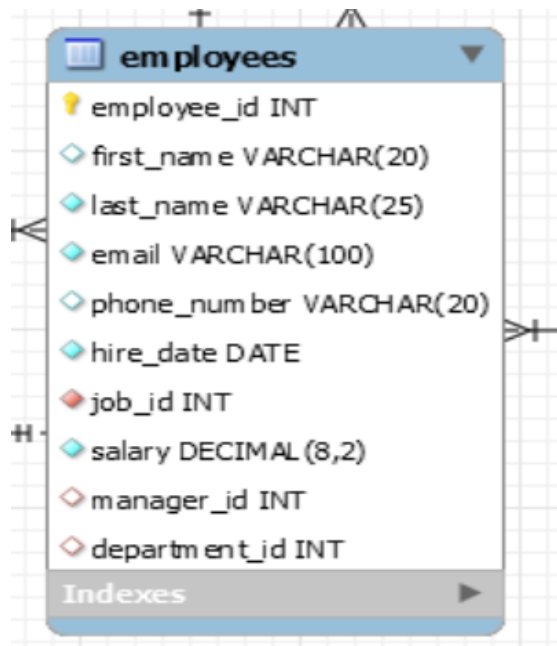 employees
employee_id INT
first_name VARCHAR(20)
last_name VARCHAR(25)
email VARCHAR(100)
phone_number VARCHAR(20)
hire_date DATE
job_id INT
salary DECIMAL(8,2)
manager_id INT
department_id INT
Indexes